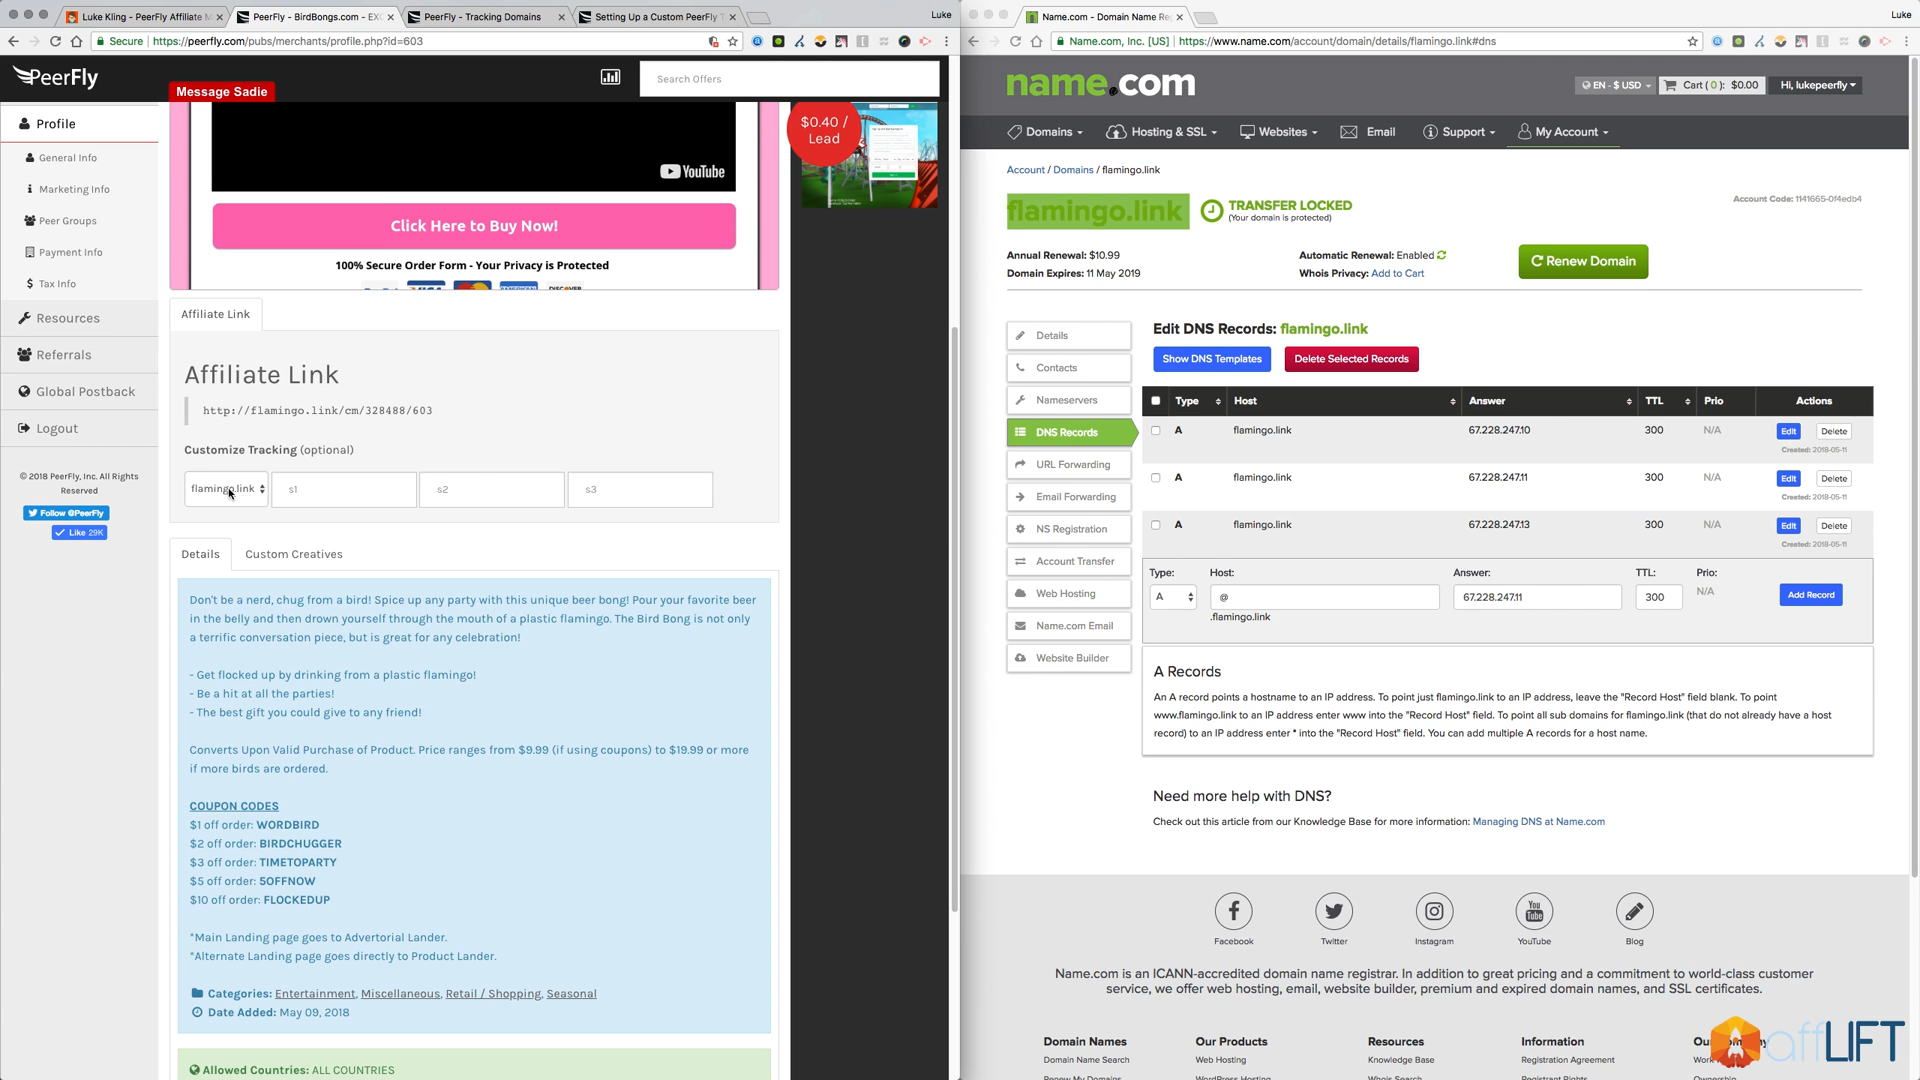 Luke Kling - PeerFly Affiliate M
PeerFly - BirdBongs.com - EXC
PeerFly - Tracking Domains
Setting Up a Custom PeerFly T
Luke
Secure
https://peerfly.com/pubs/merchants/profile.php?id=603
PeerFly
Search Offers
Message Sadie
Profile
General Info
Marketing Info
Peer Groups
Payment Info
Tax Info
Resources
Referrals
Global Postback
Logout
© 2018 PeerFly, Inc. All Rights
Reserved
Follow @PeerFly
Like 29K
YouTube
Click Here to Buy Now!
100% Secure Order Form - Your Privacy is Protected
$0.40 /
Lead
Affiliate Link
Affiliate Link
http://flamingo.link/cm/328488/603
Customize Tracking (optional)
flamingo.link
s1
s2
s3
Details
Custom Creatives
Don't be a nerd, chug from a bird! Spice up any party with this unique beer bong! Pour your favorite beer
in the belly and then drown yourself through the mouth of a plastic flamingo. The Bird Bong is not only
a terrific conversation piece, but is great for any celebration!
- Get flocked up by drinking from a plastic flamingo!
- Be a hit at all the parties!
- The best gift you could give to any friend!
Converts Upon Valid Purchase of Product. Price ranges from $9.99 (if using coupons) to $19.99 or more
if more birds are ordered.
COUPON CODES
$1 off order: WORDBIRD
$2 off order: BIRDCHUGGER
$3 off order: TIMETOPARTY
$5 off order: 5OFFNOW
$10 off order: FLOCKEDUP
*Main Landing page goes to Advertorial Lander.
*Alternate Landing page goes directly to Product Lander.
Categories: Entertainment, Miscellaneous, Retail / Shopping, Seasonal
Date Added: May 09, 2018
Allowed Countries: ALL COUNTRIES
Name.com - Domain Name Re
Luke
Name.com, Inc. [US]
https://www.name.com/account/domain/details/flamingo.link#dns
name.com
EN - $ USD
Cart ( 0 ): $0.00
Hi, lukepeerfly
Domains
Hosting & SSL
Websites
Email
Support
My Account
Account / Domains / flamingo.link
flamingo.link
TRANSFER LOCKED
(Your domain is protected)
Account Code: 1141665-0f4edb4
Annual Renewal: $10.99
Domain Expires: 11 May 2019
Automatic Renewal: Enabled
Whois Privacy: Add to Cart
Renew Domain
Details
Contacts
Nameservers
DNS Records
URL Forwarding
Email Forwarding
NS Registration
Account Transfer
Web Hosting
Name.com Email
Website Builder
Edit DNS Records: flamingo.link
Show DNS Templates
Delete Selected Records
Type Host Answer TTL Prio Actions
A flamingo.link 67.228.247.10 300 N/A Edit Delete
Created: 2018-05-11
A flamingo.link 67.228.247.11 300 N/A Edit Delete
Created: 2018-05-11
A flamingo.link 67.228.247.13 300 N/A Edit Delete
Created: 2018-05-11
Type: Host: Answer: TTL: Prio:
A @ 67.228.247.11 300 N/A Add Record
.flamingo.link
A Records
An A record points a hostname to an IP address. To point just flamingo.link to an IP address, leave the "Record Host" field blank. To point
www.flamingo.link to an IP address enter www into the "Record Host" field. To point all sub domains for flamingo.link (that do not already have a host
record) to an IP address enter * into the "Record Host" field. You can add multiple A records for a host name.
Need more help with DNS?
Check out this article from our Knowledge Base for more information: Managing DNS at Name.com
Facebook
Twitter
Instagram
YouTube
Blog
Name.com is an ICANN-accredited domain name registrar. In addition to great pricing and a commitment to world-class customer
service, we offer web hosting, email, website builder, premium and expired domain names, and SSL certificates.
Domain Names
Our Products
Resources
Information
Domain Name Search
Web Hosting
Knowledge Base
Registration Agreement
affLIFT